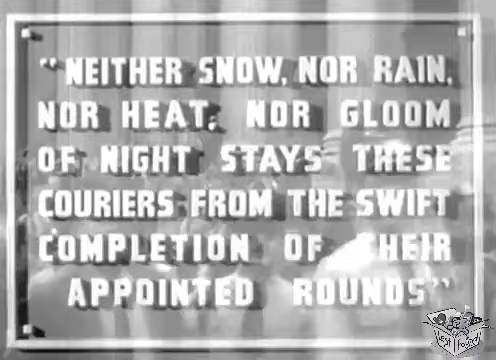 "NEITHER SNOW, NOR RAIN,
NOR HEAT, NOR GLOOM
OF NIGHT STAYS THESE
COURIERS FROM THE SWIFT
COMPLETION OF THEIR
APPOINTED ROUNDS"